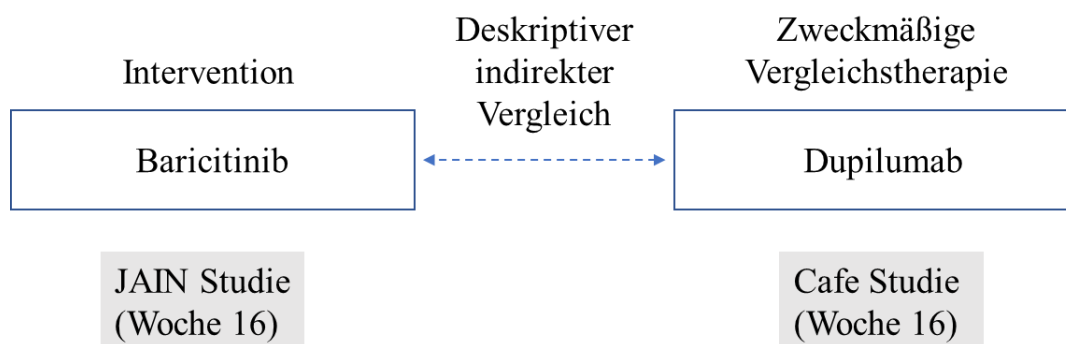 Intervention
Deskriptiver
indirekter
Vergleich
Zweckmäßige
Vergleichstherapie
Baricitinib
Dupilumab
JAIN Studie
(Woche 16)
Cafe Studie
(Woche 16)